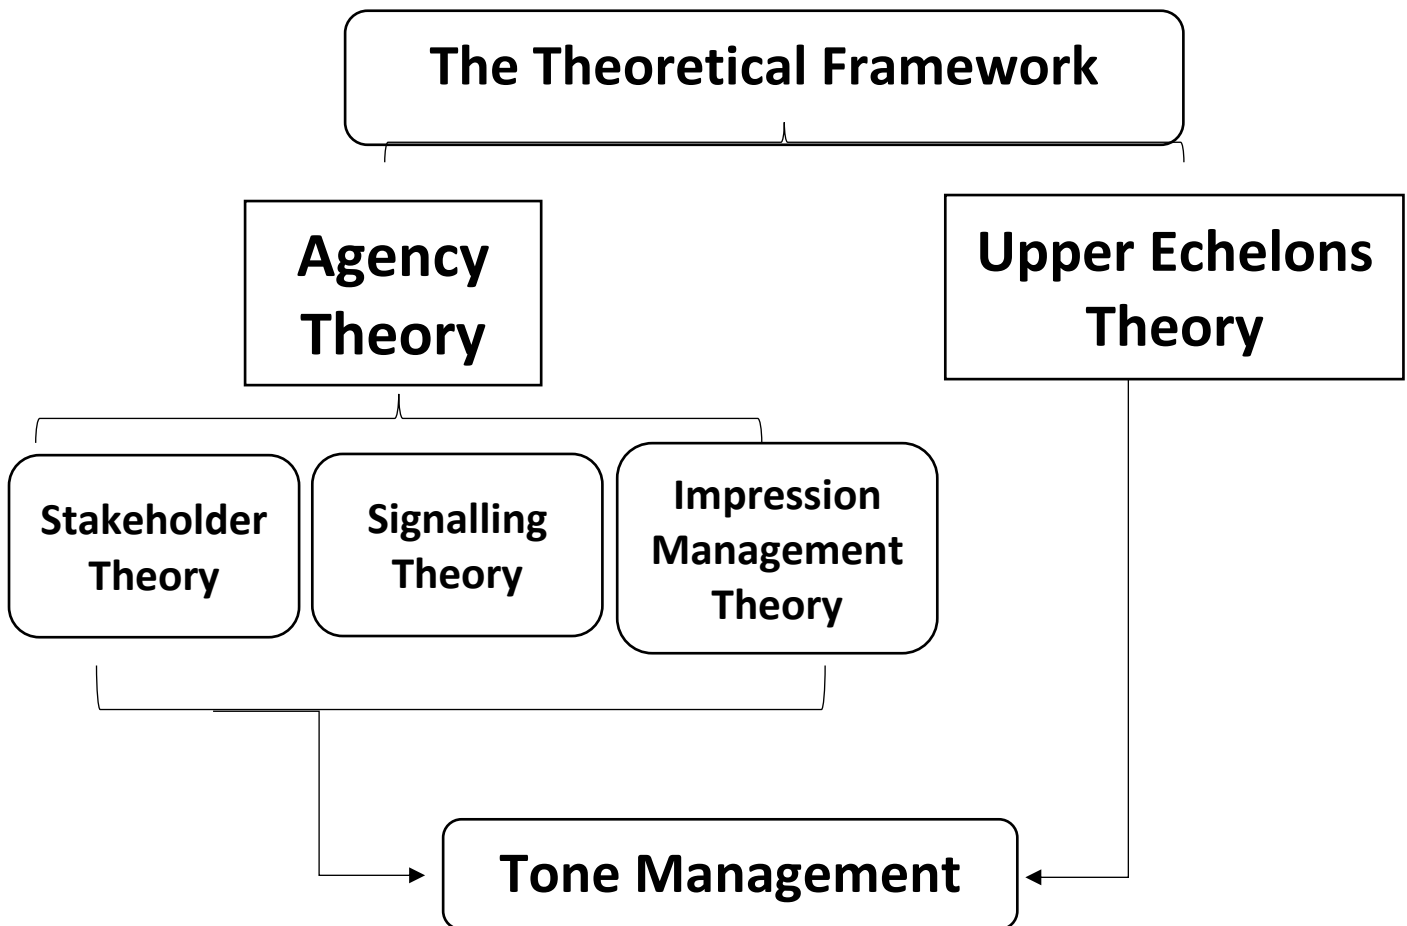 The Theoretical Framework
Agency
Theory
Upper Echelons
Theory
Stakeholder
Theory
Signalling
Theory
Impression
Management
Theory
Tone Management